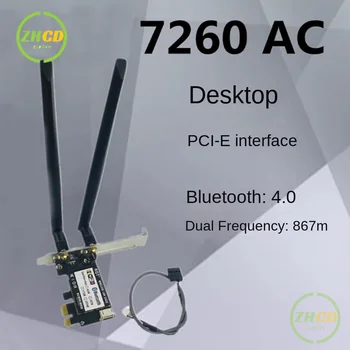 ZHCD
7260 AC
Desktop
PCI-E interface
Bluetooth: 4.0
Dual Frequency: 867m
ZHCD